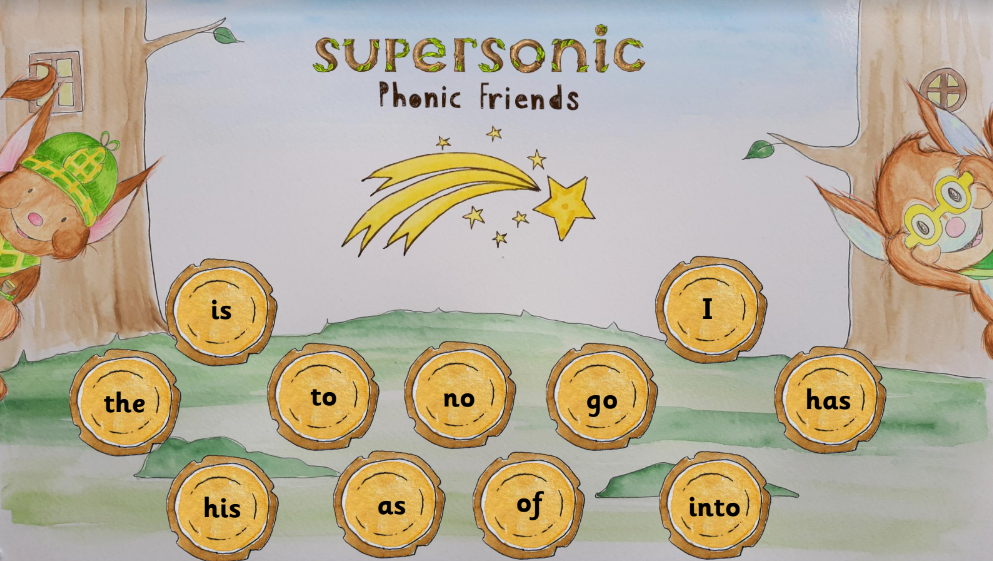 supersonic
Phonic Friends
is
I
the
to
no
go
has
his
as
of
into